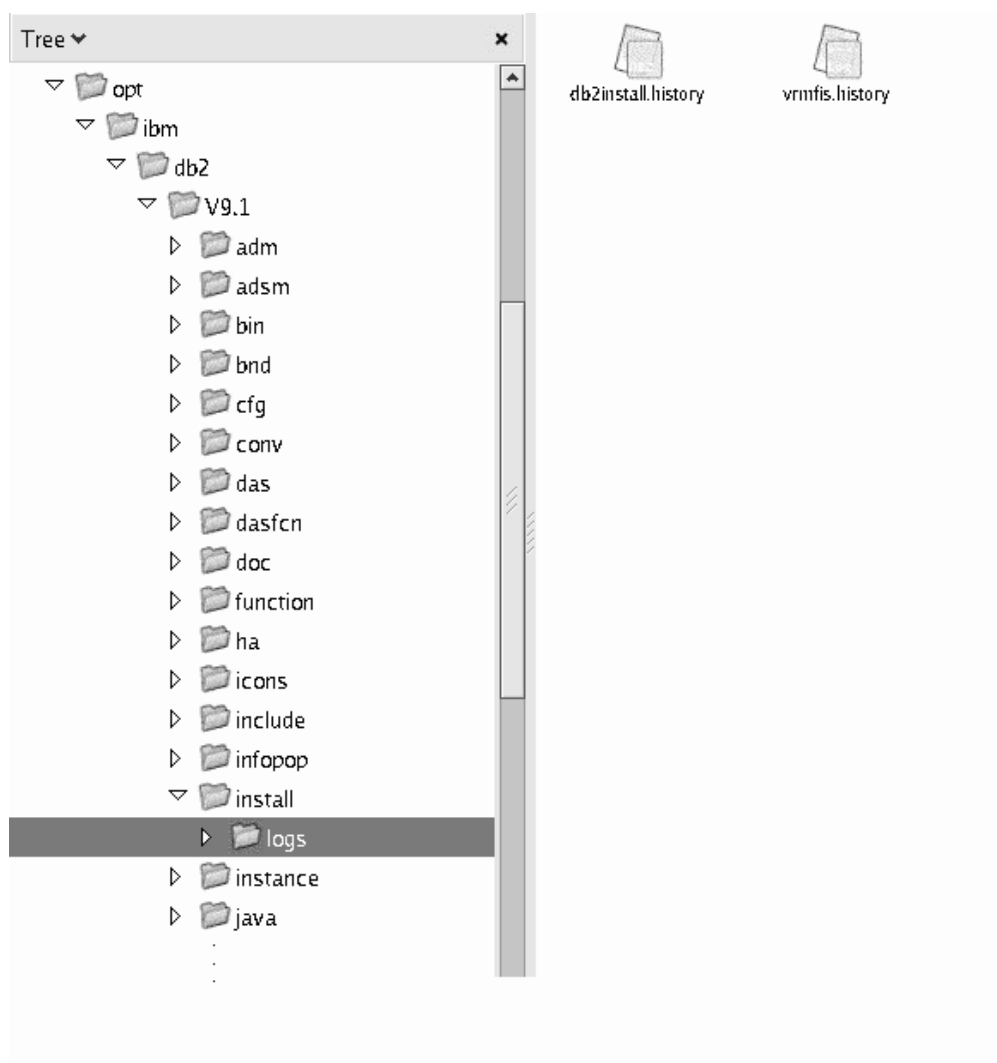 Tree
opt
ibm
db2
V9.1
adm
adsm
bin
bnd
cfg
conv
das
dasfcn
doc
function
ha
icons
include
infopop
install
logs
instance
java
db2install.history
vrmfis.history